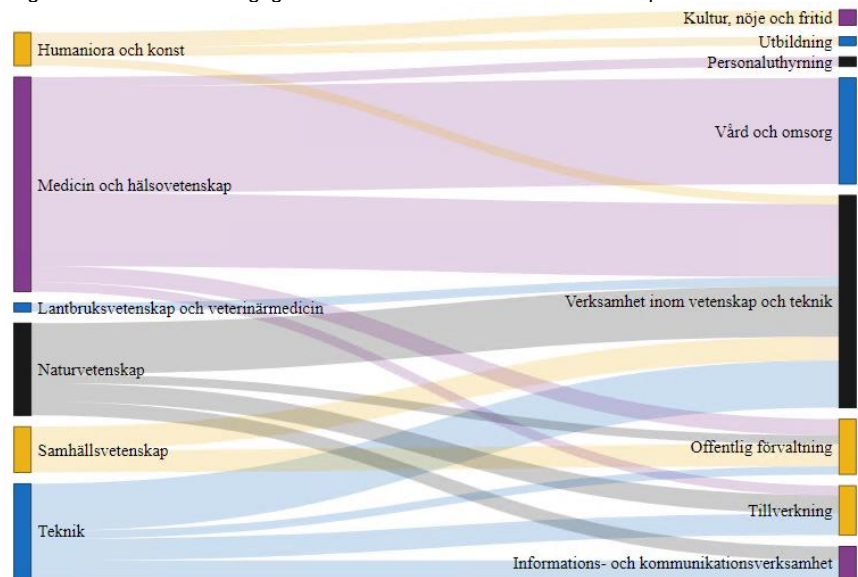 Kultur, nöje och fritid
Humaniora och konst
Utbildning
Personaluthyrning
Vård och omsorg
Medicin och hälsovetenskap
Lantbruksvetenskap och veterinärmedicin
Verksamhet inom vetenskap och teknik
Naturvetenskap
Samhällsvetenskap
Offentlig förvaltning
Tillverkning
Teknik
Informations- och kommunikationsverksamhet